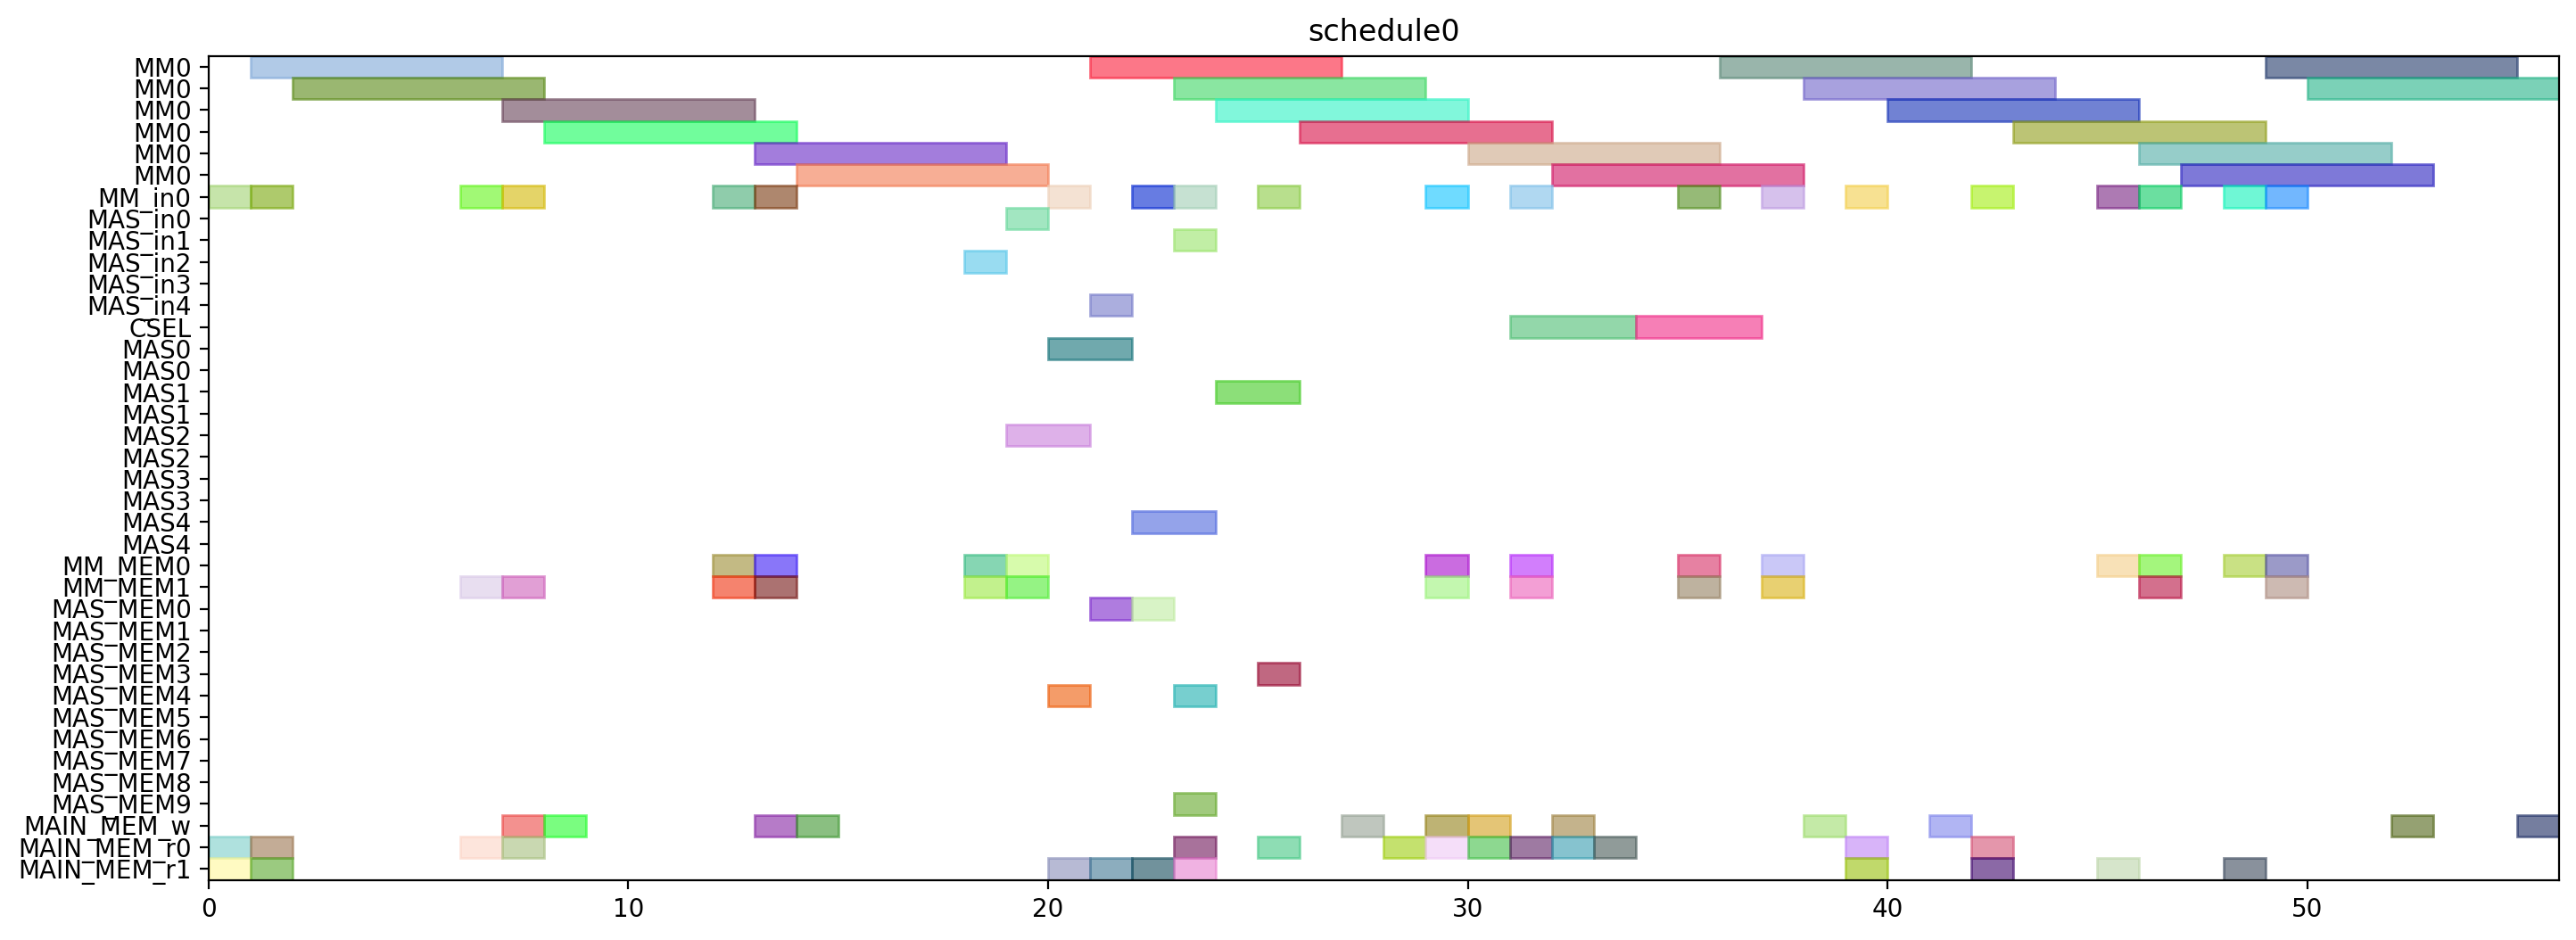 schedule0
MM0
MM0
MM0
MM0
MM0
MM0
MM_in0
MAS_in0
MAS_in1
MAS_in2
MAS_in3
MAS_in4
CSEL
MAS0
MAS0
MAS1
MAS1
MAS2
MAS2
MAS3
MAS3
MAS4
MAS4
MM_MEM0
MM_MEM1
MAS_MEM0
MAS_MEM1
MAS_MEM2
MAS_MEM3
MAS_MEM4
MAS_MEM5
MAS_MEM6
MAS_MEM7
MAS_MEM8
MAS_MEM9
MAIN_MEM_w
MAIN_MEM_r0
MAIN_MEM_r1
0 10 20 30 40 50